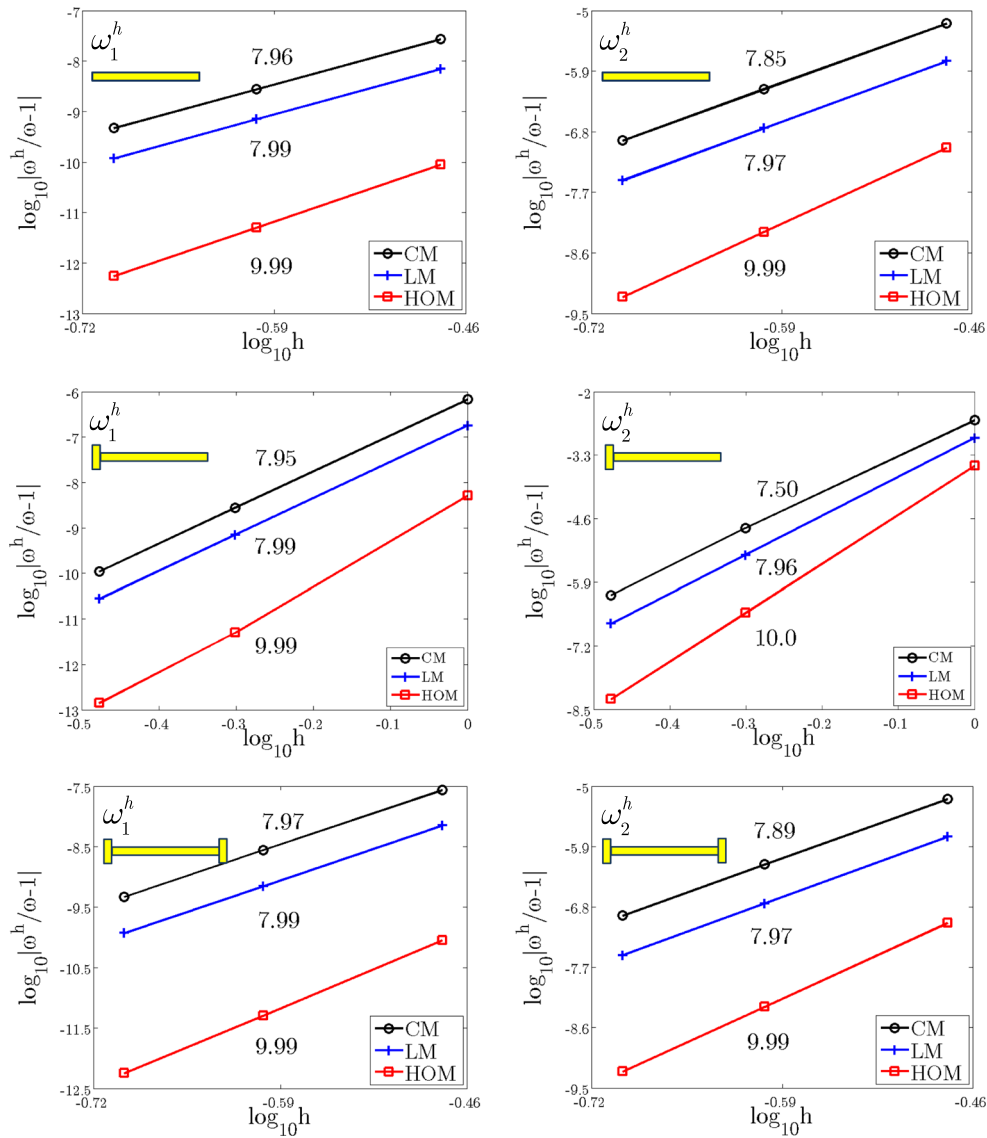 -7
-8
-9
-10
-11
-12
-13
log₁₀|ω^h/ω-1|
ω₁^h
7.96
7.99
9.99
CM
LM
HOM
-0.72
-0.59
-0.46
log₁₀h
-5
-5.9
-6.8
-7.7
-8.6
-9.5
log₁₀|ω^h/ω-1|
ω₂^h
7.85
7.97
9.99
CM
LM
HOM
-0.72
-0.59
-0.46
log₁₀h
-6
-7
-8
-9
-10
-11
-12
-13
log₁₀|ω^h/ω-1|
ω₁^h
7.95
7.99
9.99
CM
LM
HOM
-0.5
-0.4
-0.3
-0.2
-0.1
0
log₁₀h
-2
-3.3
-4.6
-5.9
-7.2
-8.5
log₁₀|ω^h/ω-1|
ω₂^h
7.50
7.96
10.0
CM
LM
HOM
-0.5
-0.4
-0.3
-0.2
-0.1
0
log₁₀h
-7.5
-8.5
-9.5
-10.5
-11.5
-12.5
log₁₀|ω^h/ω-1|
ω₁^h
7.97
7.99
9.99
CM
LM
HOM
-0.72
-0.59
-0.46
log₁₀h
-5
-5.9
-6.8
-7.7
-8.6
-9.5
log₁₀|ω^h/ω-1|
ω₂^h
7.89
7.97
9.99
CM
LM
HOM
-0.72
-0.59
-0.46
log₁₀h